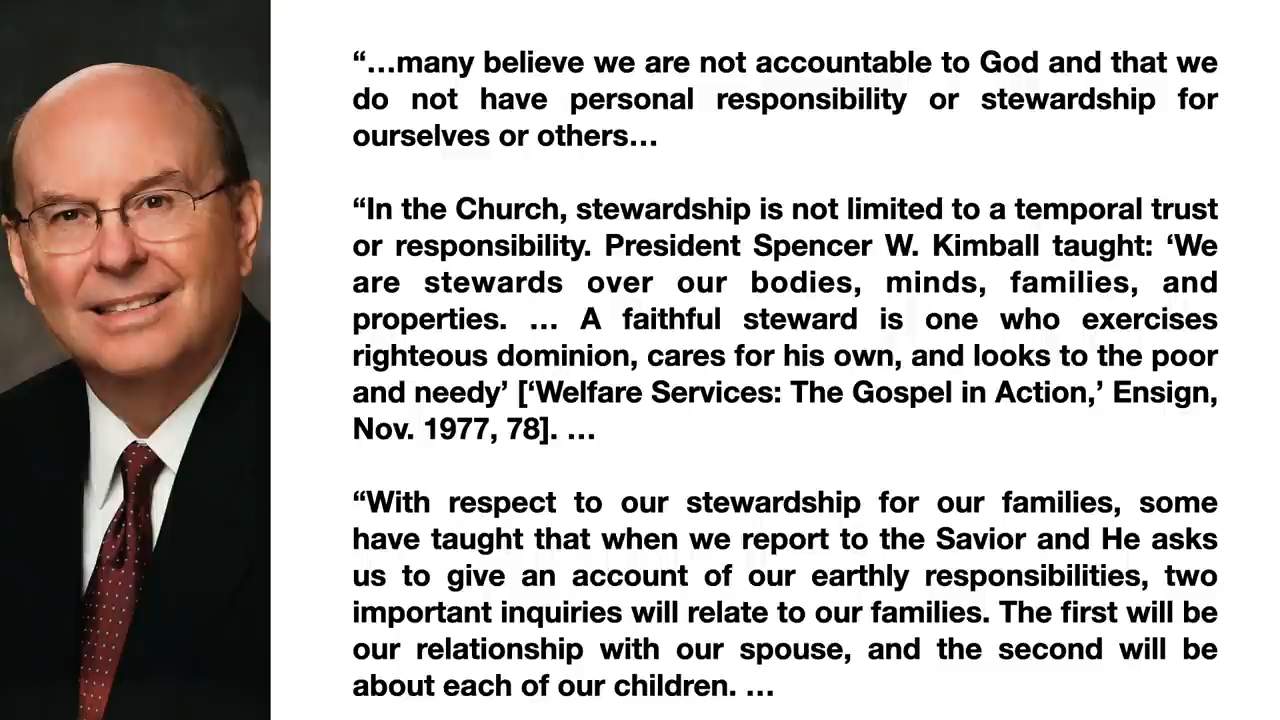 “…many believe we are not accountable to God and that we
do not have personal responsibility or stewardship for
ourselves or others…
“In the Church, stewardship is not limited to a temporal trust
or responsibility. President Spencer W. Kimball taught: ‘We
are stewards over our bodies, minds, families, and
properties. … A faithful steward is one who exercises
righteous dominion, cares for his own, and looks to the poor
and needy’ [‘Welfare Services: The Gospel in Action,’ Ensign,
Nov. 1977, 78]. …
“With respect to our stewardship for our families, some
have taught that when we report to the Savior and He asks
us to give an account of our earthly responsibilities, two
important inquiries will relate to our families. The first will be
our relationship with our spouse, and the second will be
about each of our children. …